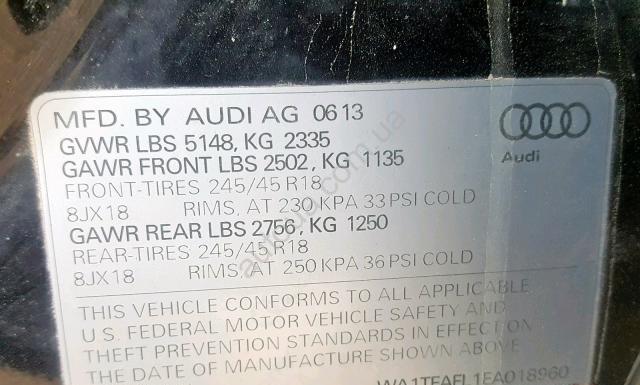 MFD. BY AUDI AG 06 13
GVWR LBS 5148, KG 2335
GAWR FRONT LBS 2502, KG 1135
FRONT-TIRES 245/45 R18
8JX18 RIMS, AT 230 KPA 33 PSI COLD
GAWR REAR LBS 2756, KG 1250
REAR-TIRES 245/45 R18
8JX18 RIMS, AT 250 KPA 36 PSI COLD
Audi
THIS VEHICLE CONFORMS TO ALL APPLICABLE
U.S. FEDERAL MOTOR VEHICLE SAFETY AND
THEFT PREVENTION STANDARDS IN EFFECT ON
THE DATE OF MANUFACTURE SHOWN ABOVE